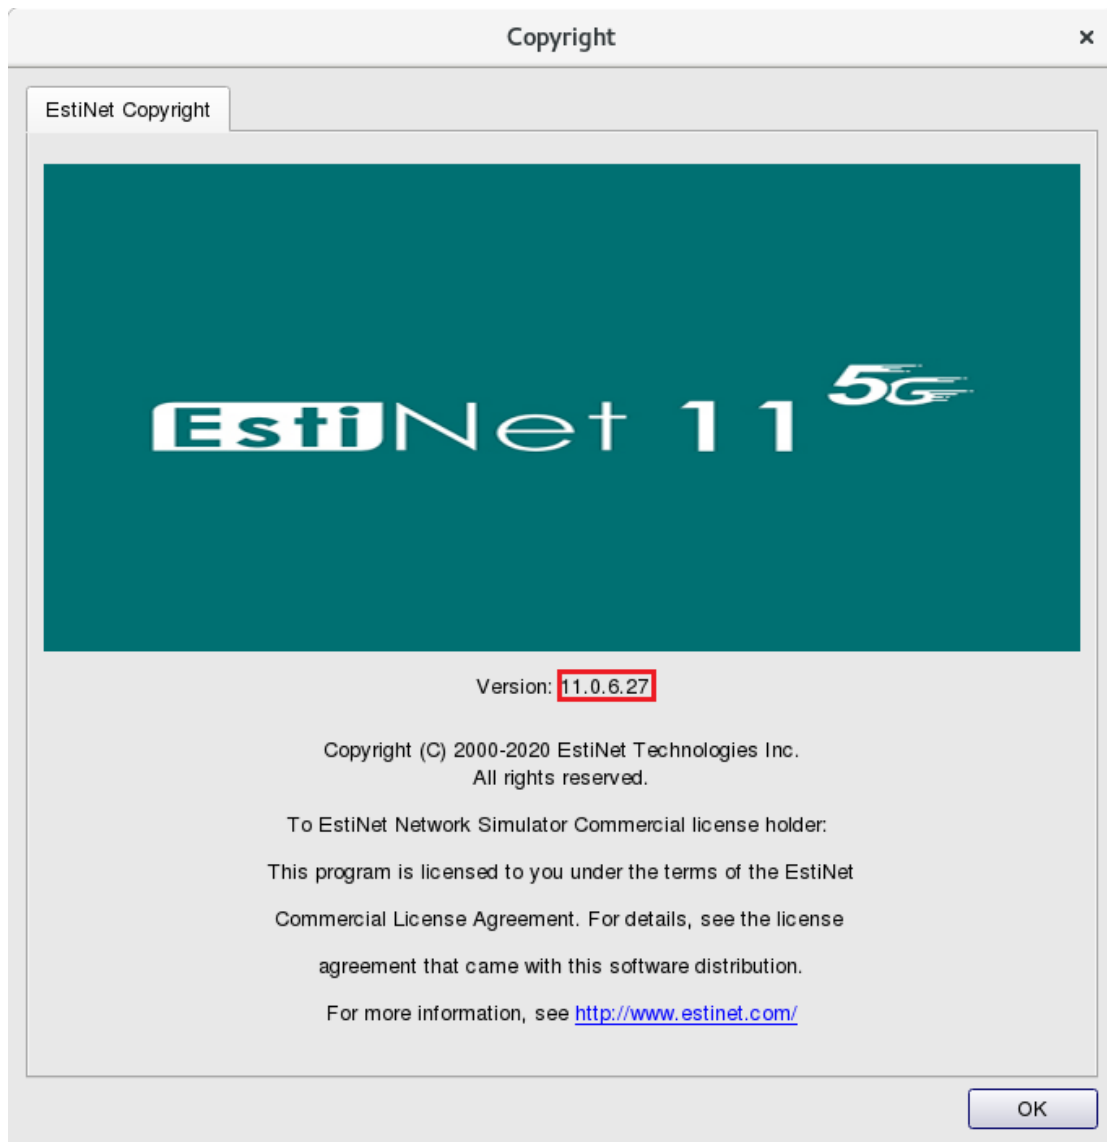 Copyright ×
EstiNet Copyright
EstiNet 11 5G
Version: 11.0.6.27
Copyright (C) 2000-2020 EstiNet Technologies Inc.
All rights reserved.
To EstiNet Network Simulator Commercial license holder:
This program is licensed to you under the terms of the EstiNet
Commercial License Agreement. For details, see the license
agreement that came with this software distribution.
For more information, see http://www.estinet.com/
OK